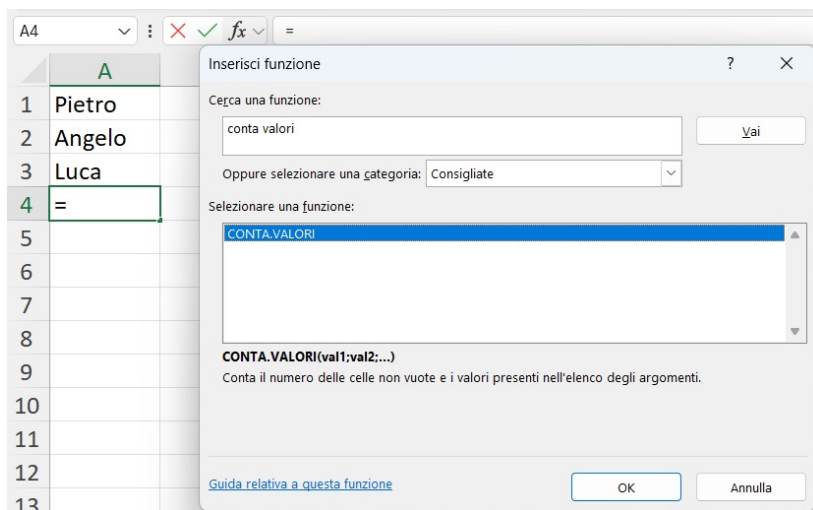 A4
fx
=
A
1 Pietro
2 Angelo
3 Luca
4 =
5
6
7
8
9
10
11
12
13
Inserisci funzione
?
Cerca una funzione:
conta valori
Vai
Oppure selezionare una categoria: Consigliate
Selezionare una funzione:
CONTA.VALORI
CONTA.VALORI(val1;val2;...)
Conta il numero delle celle non vuote e i valori presenti nell'elenco degli argomenti.
Guida relativa a questa funzione
OK
Annulla